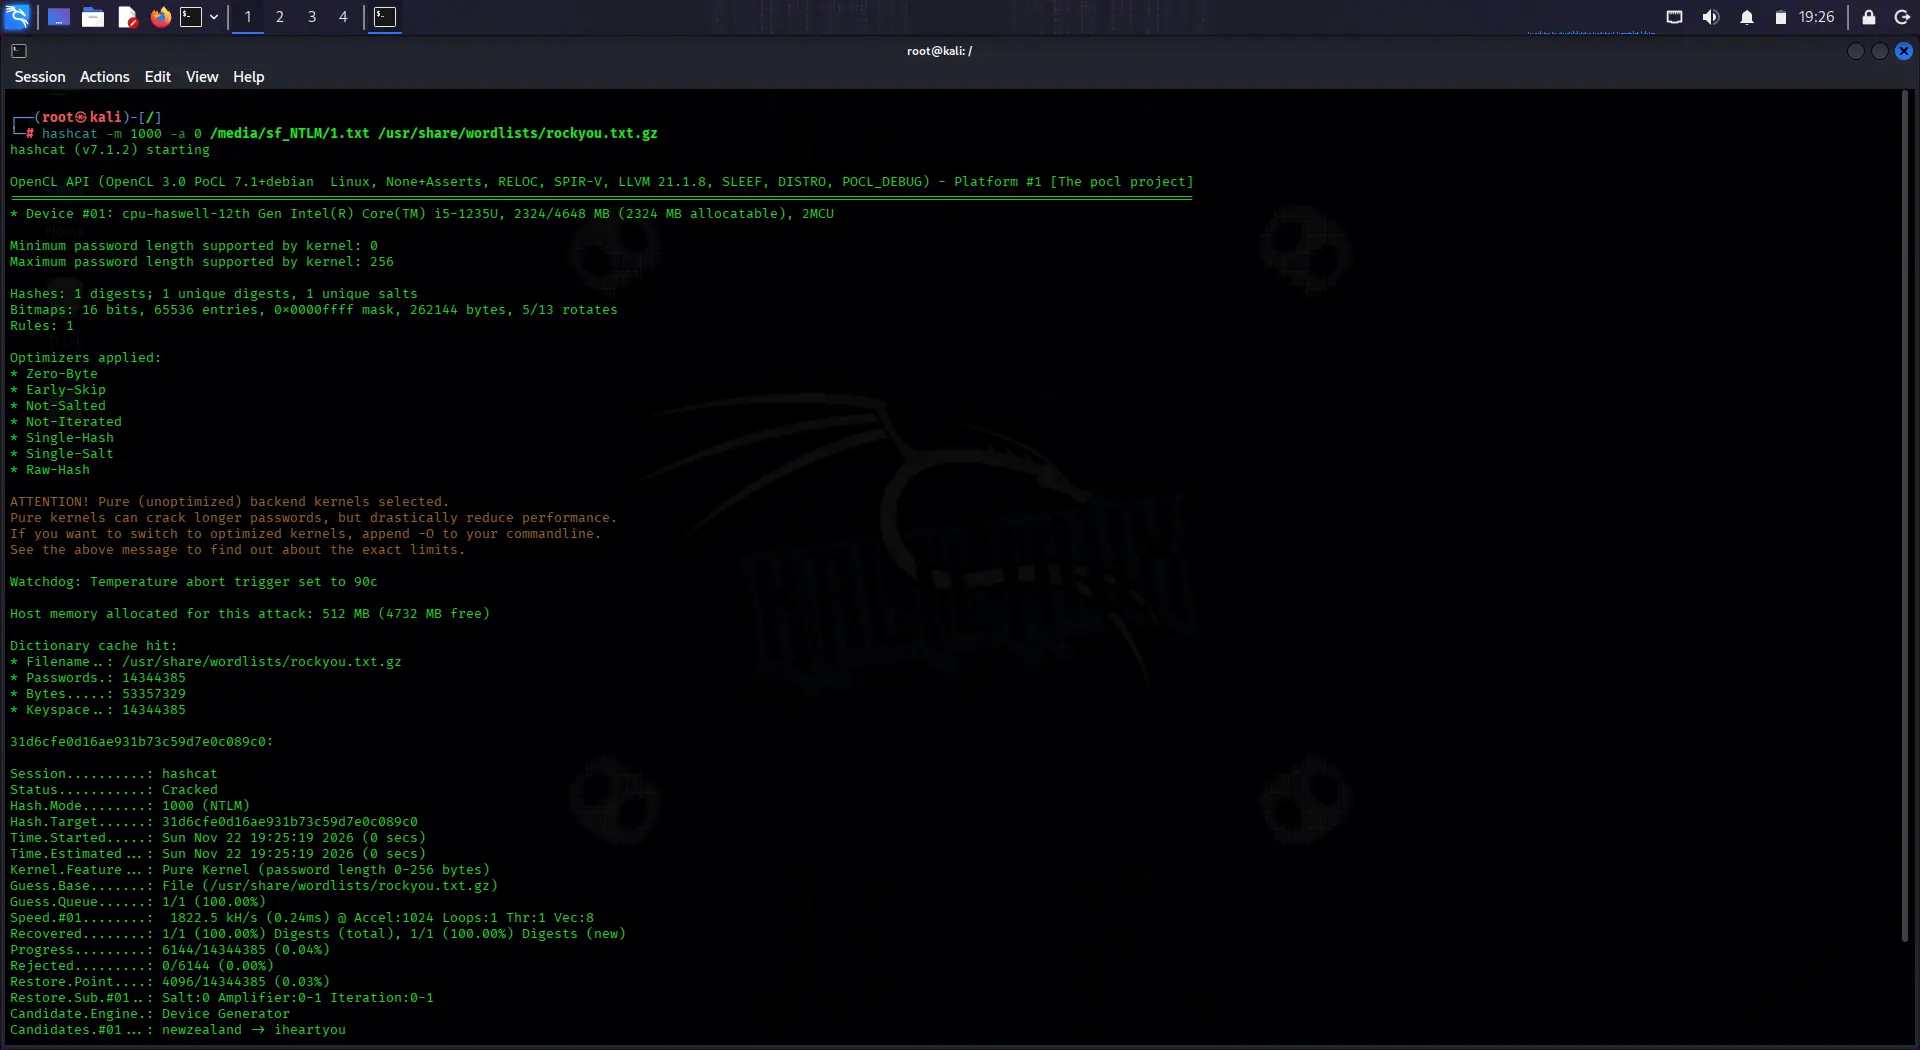 1 2 3 4
19:26
root@kali: /
Session Actions Edit View Help
┌──(root㉿kali)-[/]
└─# hashcat -m 1000 -a 0 /media/sf_NTLM/1.txt /usr/share/wordlists/rockyou.txt.gz
hashcat (v7.1.2) starting
OpenCL API (OpenCL 3.0 PoCL 7.1+debian  Linux, None+Asserts, RELOC, SPIR-V, LLVM 21.1.8, SLEEF, DISTRO, POCL_DEBUG) - Platform #1 [The pocl project]
* Device #01: cpu-haswell-12th Gen Intel(R) Core(TM) i5-1235U, 2324/4648 MB (2324 MB allocatable), 2MCU
Minimum password length supported by kernel: 0
Maximum password length supported by kernel: 256
Hashes: 1 digests; 1 unique digests, 1 unique salts
Bitmaps: 16 bits, 65536 entries, 0x0000ffff mask, 262144 bytes, 5/13 rotates
Rules: 1
Optimizers applied:
* Zero-Byte
* Early-Skip
* Not-Salted
* Not-Iterated
* Single-Hash
* Single-Salt
* Raw-Hash
ATTENTION! Pure (unoptimized) backend kernels selected.
Pure kernels can crack longer passwords, but drastically reduce performance.
If you want to switch to optimized kernels, append -O to your commandline.
See the above message to find out about the exact limits.
Watchdog: Temperature abort trigger set to 90c
Host memory allocated for this attack: 512 MB (4732 MB free)
Dictionary cache hit:
* Filename..: /usr/share/wordlists/rockyou.txt.gz
* Passwords.: 14344385
* Bytes.....: 53357329
* Keyspace..: 14344385
31d6cfe0d16ae931b73c59d7e0c089c0:
Session..........: hashcat
Status...........: Cracked
Hash.Mode........: 1000 (NTLM)
Hash.Target......: 31d6cfe0d16ae931b73c59d7e0c089c0
Time.Started.....: Sun Nov 22 19:25:19 2026 (0 secs)
Time.Estimated...: Sun Nov 22 19:25:19 2026 (0 secs)
Kernel.Feature...: Pure Kernel (password length 0-256 bytes)
Guess.Base.......: File (/usr/share/wordlists/rockyou.txt.gz)
Guess.Queue......: 1/1 (100.00%)
Speed.#01........:  1822.5 kH/s (0.24ms) @ Accel:1024 Loops:1 Thr:1 Vec:8
Recovered........: 1/1 (100.00%) Digests (total), 1/1 (100.00%) Digests (new)
Progress.........: 6144/14344385 (0.04%)
Rejected.........: 0/6144 (0.00%)
Restore.Point....: 4096/14344385 (0.03%)
Restore.Sub.#01..: Salt:0 Amplifier:0-1 Iteration:0-1
Candidate.Engine.: Device Generator
Candidates.#01...: newzealand -> iheartyou